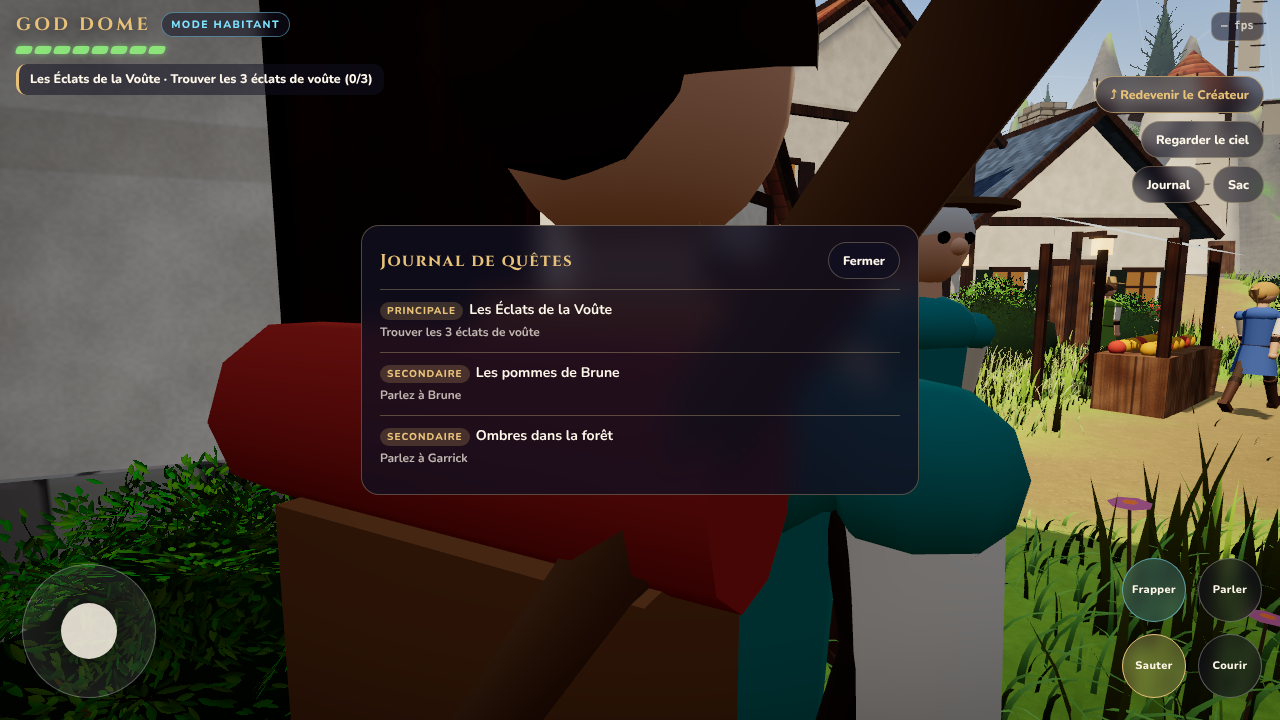 GOD DOME
MODE HABITANT
Les Éclats de la Voûte · Trouver les 3 éclats de voûte (0/3)
– fps
⤴ Redevenir le Créateur
Regarder le ciel
Journal
Sac
Journal de quêtes
Fermer
PRINCIPALE Les Éclats de la Voûte
Trouver les 3 éclats de voûte
SECONDAIRE Les pommes de Brune
Parlez à Brune
SECONDAIRE Ombres dans la forêt
Parlez à Garrick
Frapper
Parler
Sauter
Courir